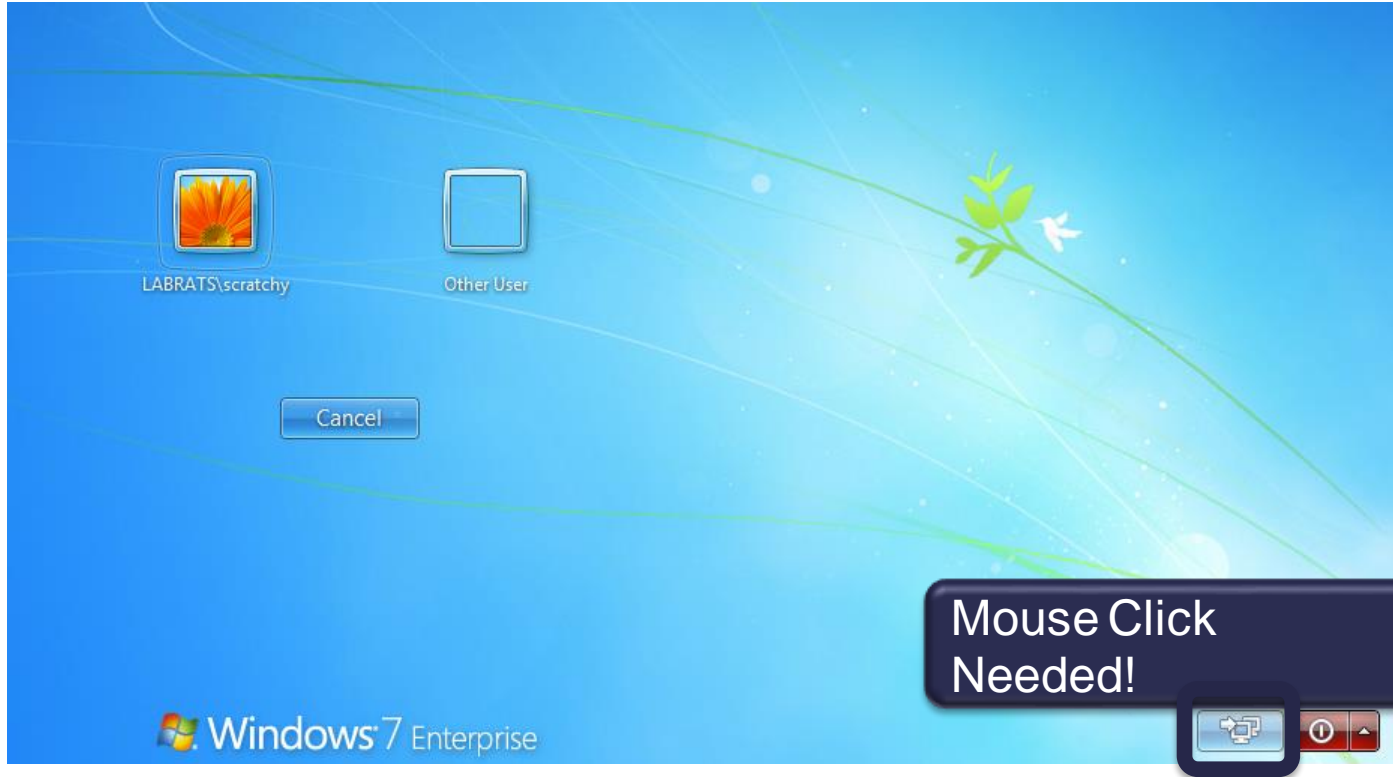 LABRATS\scratchy
Other User
Cancel
Mouse Click
Needed!
Windows 7 Enterprise